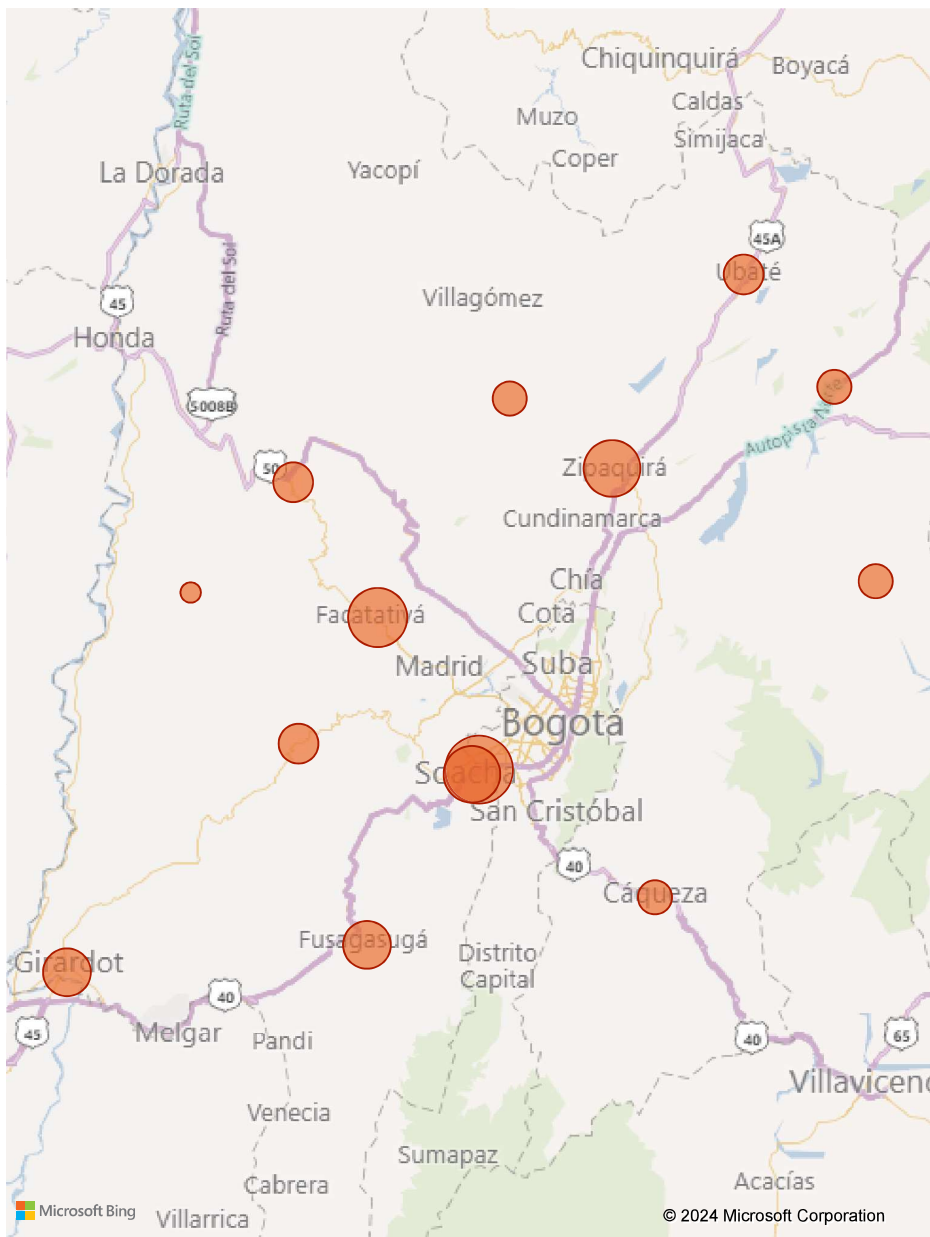 Ruta del Sol
Chiquinquirá
Boyacá
Caldas
Muzo
Simijaca
Coper
La Dorada
Yacopí
45A
Ubaté
Ruta del Sol
45
Villagómez
Honda
5008B
Autopista Norte
50
Zipaquirá
Cundinamarca
Chía
Cota
Facatativá
Madrid
Suba
Bogotá
Soacha
San Cristóbal
40
Cáqueza
Fusagasugá
Girardot
Distrito
Capital
40
45
Melgar
Pandi
40
65
Villavicenc
Venecia
Sumapaz
Cabrera
Acacías
Villarrica
Microsoft Bing
© 2024 Microsoft Corporation